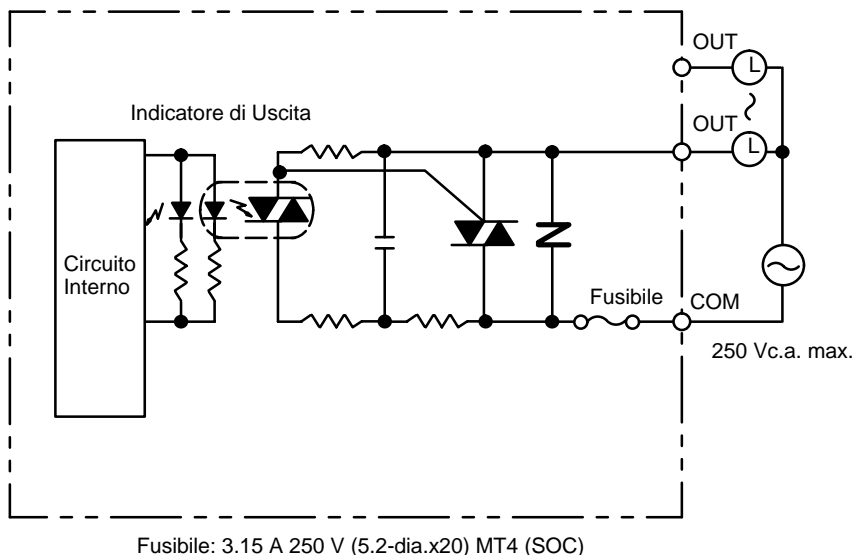 OUT
L
Indicatore di Uscita
OUT
L
Circuito
Interno
Fusibile
COM
250 Vc.a. max.
Fusibile: 3.15 A 250 V (5.2-dia.x20) MT4 (SOC)